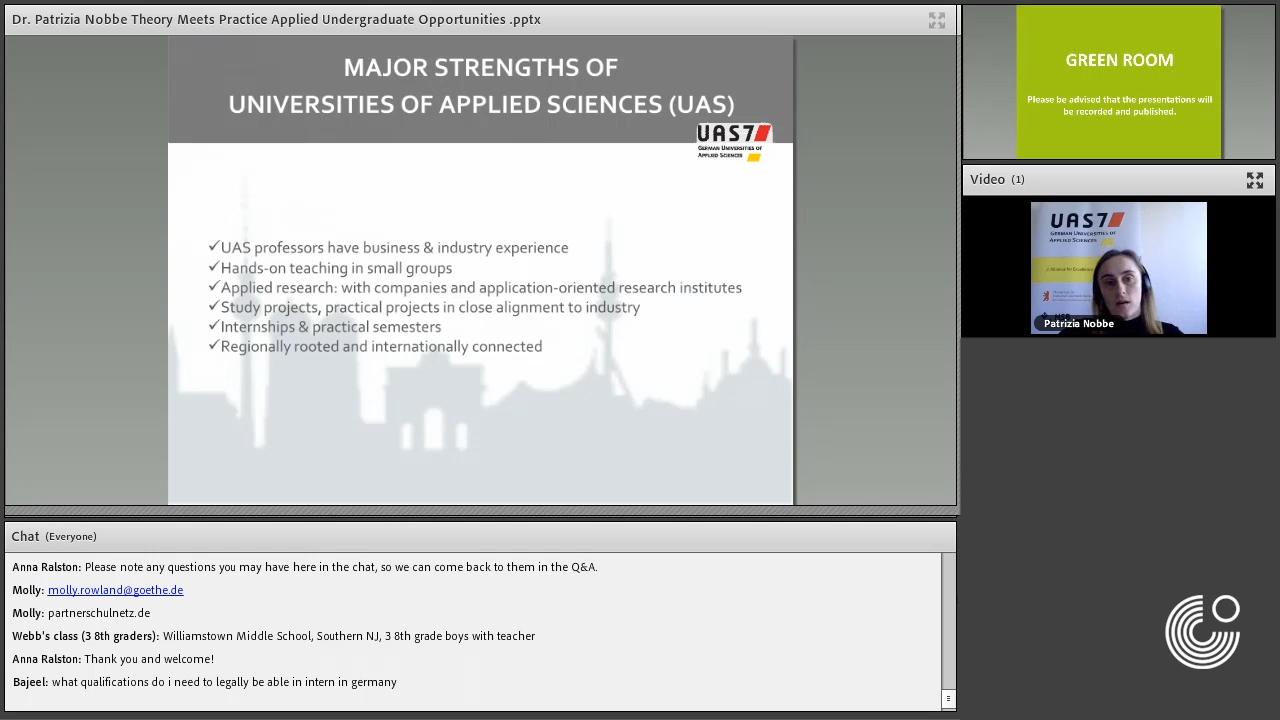 Dr. Patrizia Nobbe Theory Meets Practice Applied Undergraduate Opportunities .pptx
MAJOR STRENGTHS OF
UNIVERSITIES OF APPLIED SCIENCES (UAS)
UAS7
GERMAN UNIVERSITIES OF
APPLIED SCIENCES
✓UAS professors have business & industry experience
✓Hands-on teaching in small groups
✓Applied research: with companies and application-oriented research institutes
✓Study projects, practical projects in close alignment to industry
✓Internships & practical semesters
✓Regionally rooted and internationally connected
GREEN ROOM
Please be advised that the presentations will
be recorded and published.
Video (1)
UAS7
GERMAN UNIVERSITIES OF
APPLIED SCIENCES
Patrizia Nobbe
Chat (Everyone)
Anna Ralston: Please note any questions you may have here in the chat, so we can come back to them in the Q&A.
Molly: molly.rowland@goethe.de
Molly: partnerschulnetz.de
Webb's class (3 8th graders): Williamstown Middle School, Southern NJ, 3 8th grade boys with teacher
Anna Ralston: Thank you and welcome!
Bajeel: what qualifications do i need to legally be able in intern in germany